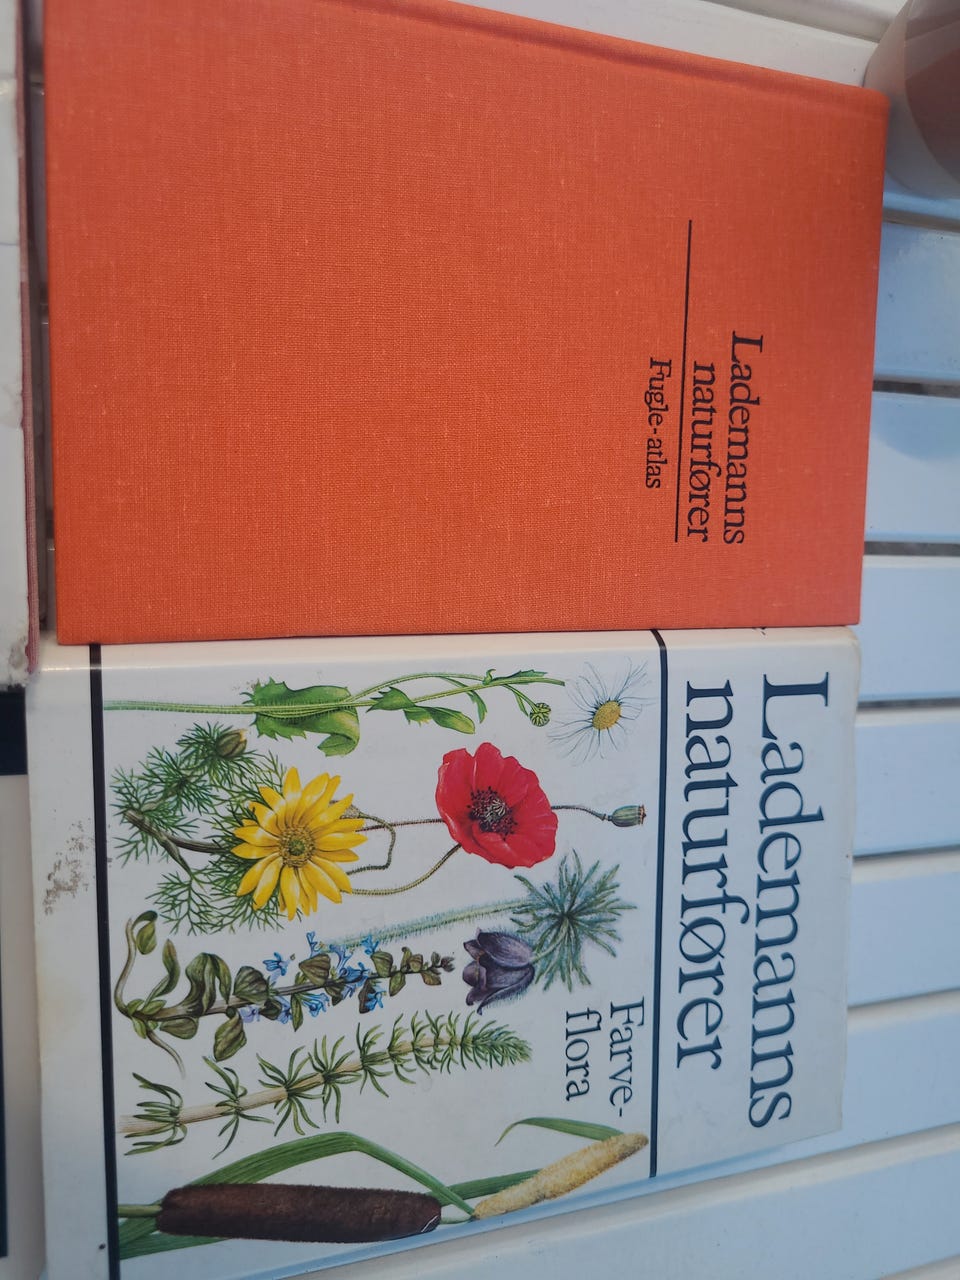 Lademanns
naturfører
Fugle-atlas
Lademanns
naturfører
Farve-
flora